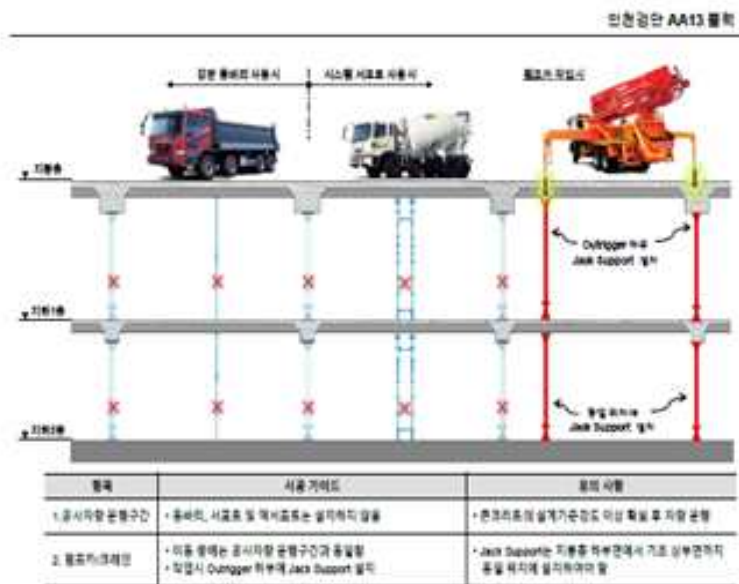 인천검단 AA13 블럭
강관 동바리 사용시
시스템 서포트 사용시
펌프카 작업시
지붕층
Outrigger 하부
Jack Support 설치
지하1층
동일 위치에
Jack Support 설치
지하2층
항목
시공 가이드
유의 사항
1.공사차량 운행구간
• 동바리, 서포트 및 잭서포트는 설치하지 않음
• 콘크리트의 설계기준강도 이상 확보 후 차량 운행
2. 펌프카/크레인
• 이동 중에는 공사차량 운행구간과 동일함
• 작업시 Outrigger 하부에 Jack Support 설치
• Jack Support는 지붕층 하부면에서 기초 상부면까지
동일 위치에 설치하여야 함